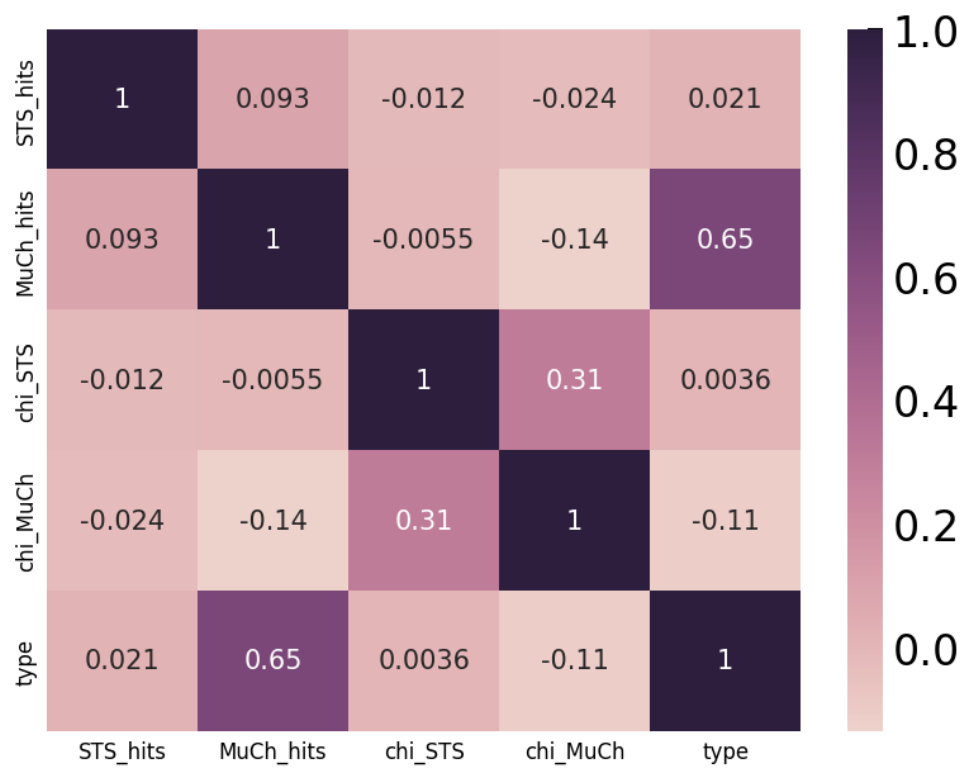 STS_hits 1 0.093 -0.012 -0.024 0.021
MuCh_hits 0.093 1 -0.0055 -0.14 0.65
chi_STS -0.012 -0.0055 1 0.31 0.0036
chi_MuCh -0.024 -0.14 0.31 1 -0.11
type 0.021 0.65 0.0036 -0.11 1
STS_hits MuCh_hits chi_STS chi_MuCh type
1.0
0.8
0.6
0.4
0.2
0.0